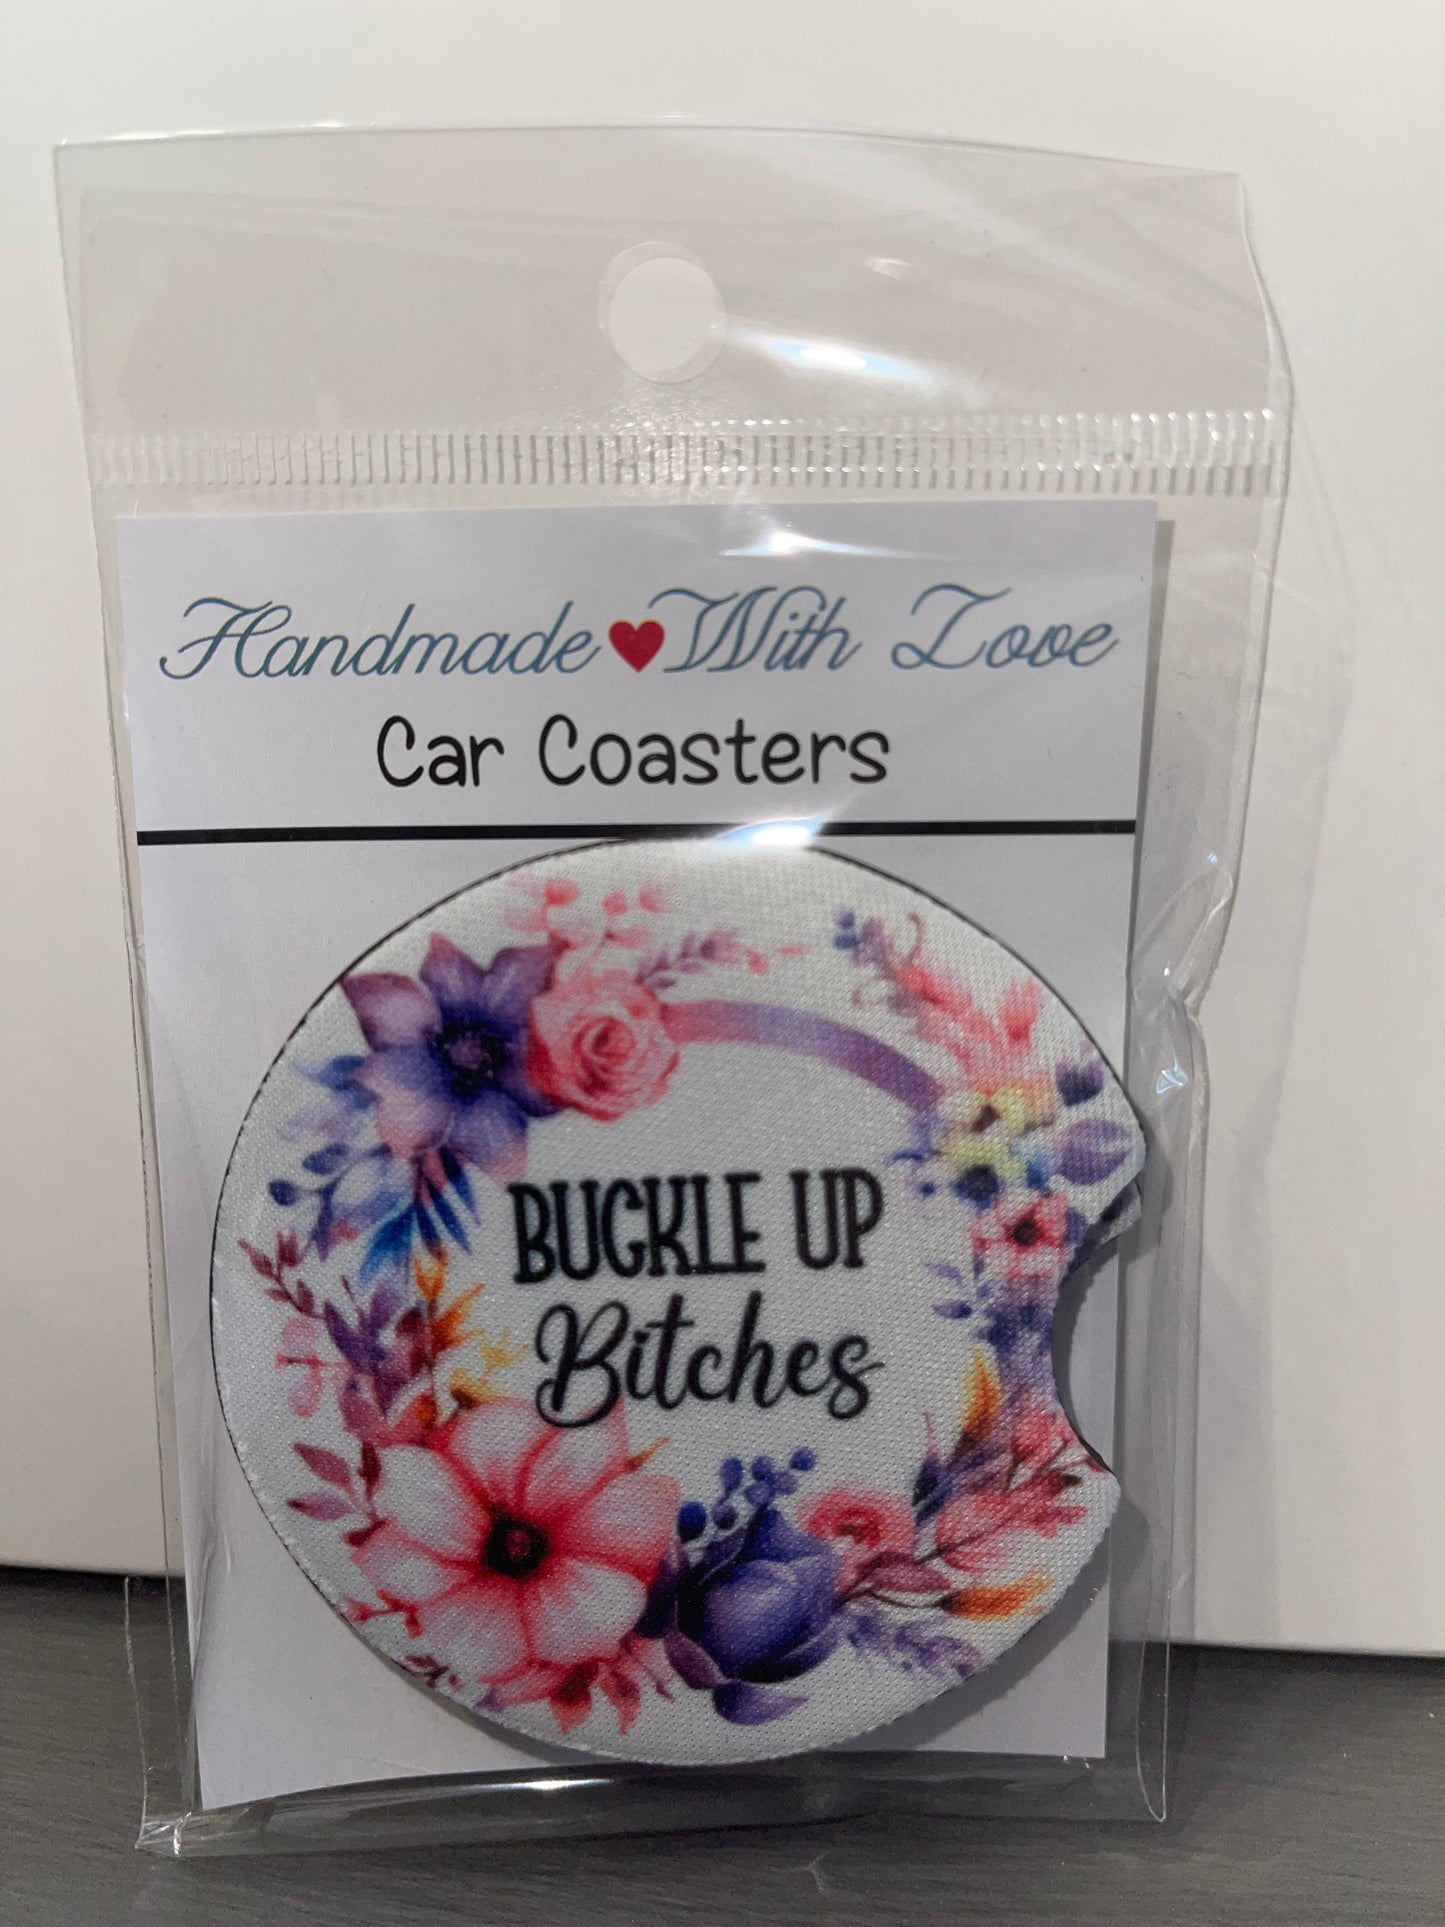 Handmade ❤ With Love
Car Coasters
BUCKLE UP
Bitches